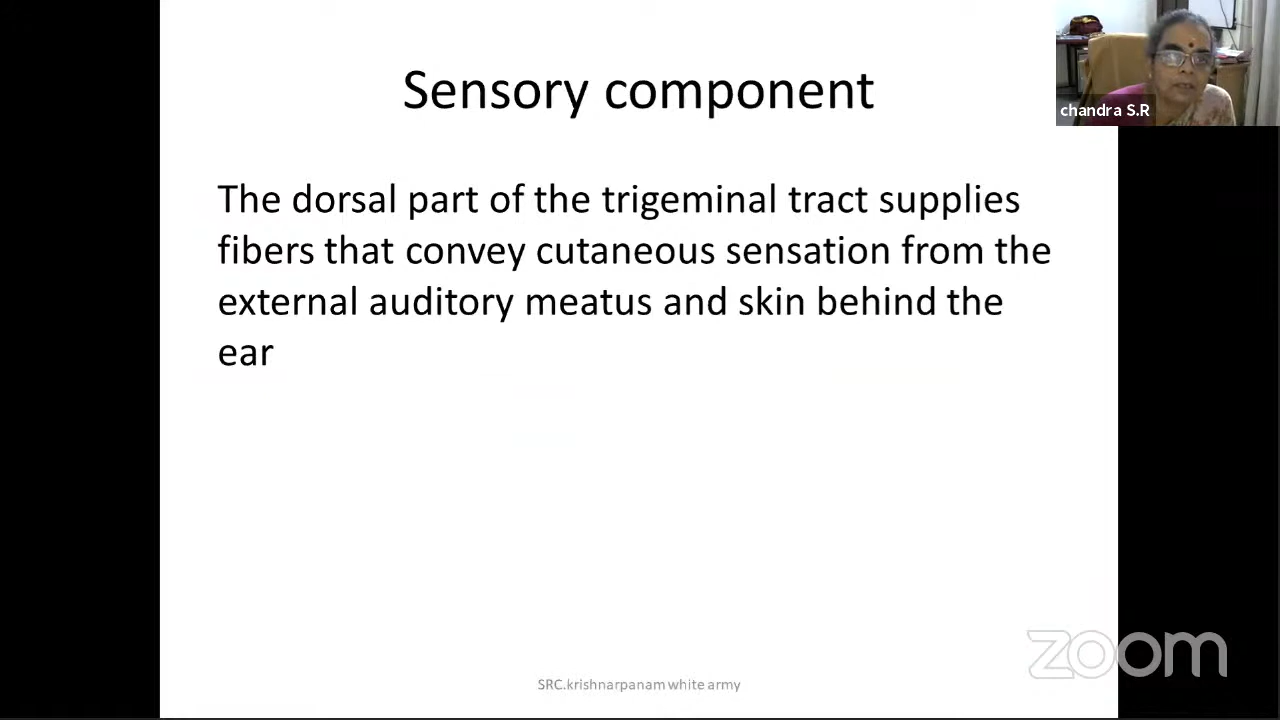 Sensory component
chandra S.R
The dorsal part of the trigeminal tract supplies
fibers that convey cutaneous sensation from the
external auditory meatus and skin behind the
ear
zoom
SRC.krishnarpanam white army